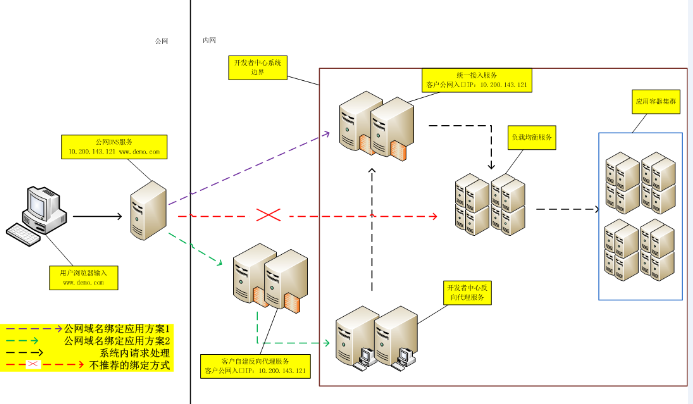 公网
内网
开发者中心系统
边界
统一接入服务
客户公网入口IP: 10.200.143.121
应用容器集群
公网DNS服务
10.200.143.121 www.demo.com
负载均衡服务
用户浏览器输入
www.demo.com
开发者中心反
向代理服务
公网域名绑定应用方案1
公网域名绑定应用方案2
系统内请求处理
不推荐的绑定方式
客户自建反向代理服务
客户公网入口IP: 10.200.143.121